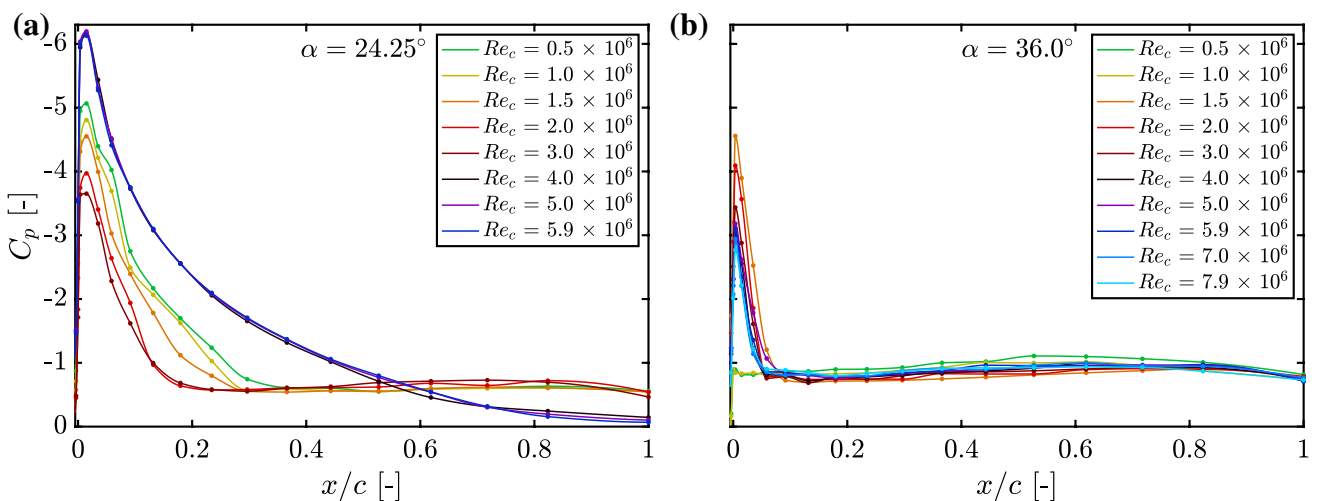 (a)
α = 24.25°
Re_c = 0.5 × 10^6
Re_c = 1.0 × 10^6
Re_c = 1.5 × 10^6
Re_c = 2.0 × 10^6
Re_c = 3.0 × 10^6
Re_c = 4.0 × 10^6
Re_c = 5.0 × 10^6
Re_c = 5.9 × 10^6
C_p [-]
-6
-5
-4
-3
-2
-1
0
0 0.2 0.4 0.6 0.8 1
x/c [-]
(b)
α = 36.0°
Re_c = 0.5 × 10^6
Re_c = 1.0 × 10^6
Re_c = 1.5 × 10^6
Re_c = 2.0 × 10^6
Re_c = 3.0 × 10^6
Re_c = 4.0 × 10^6
Re_c = 5.0 × 10^6
Re_c = 5.9 × 10^6
Re_c = 7.0 × 10^6
Re_c = 7.9 × 10^6
0 0.2 0.4 0.6 0.8 1
x/c [-]